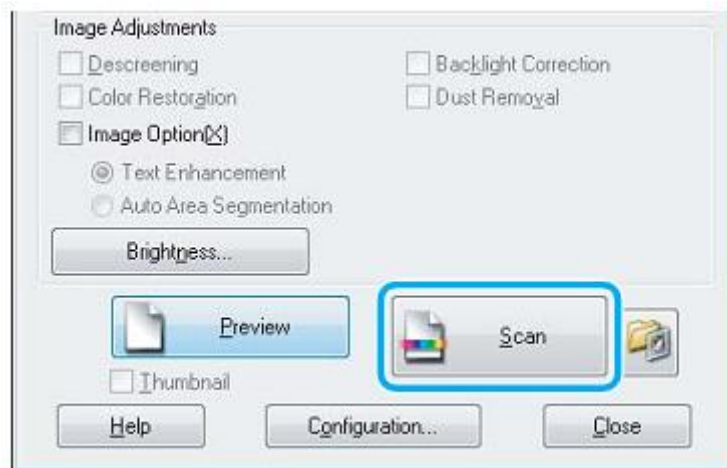 Image Adjustments
Descreening
Backlight Correction
Color Restoration
Dust Removal
Image Option(X)
Text Enhancement
Auto Area Segmentation
Brightness...
Preview
Scan
Thumbnail
Help
Configuration...
Close